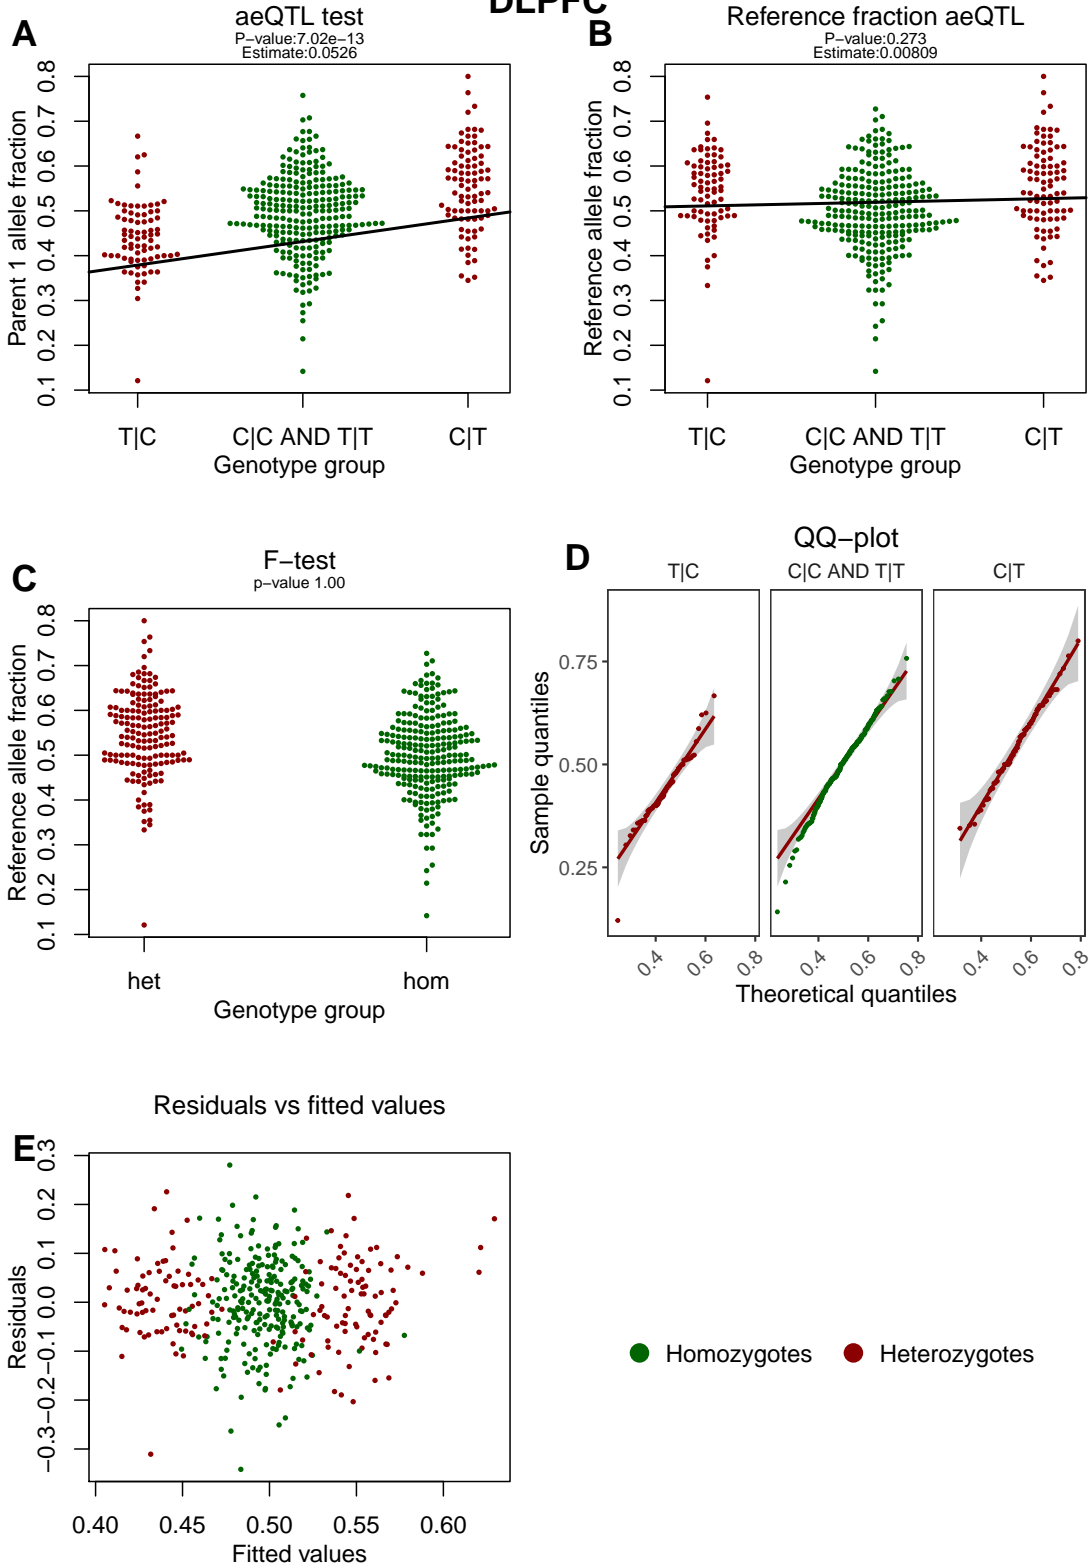 DLPFC
A
aeQTL test
P−value:7.02e−13
Estimate:0.0526
Parent 1 allele fraction
0.1 0.2 0.3 0.4 0.5 0.6 0.7 0.8
T|C C|C AND T|T C|T
Genotype group
B
Reference fraction aeQTL
P−value:0.273
Estimate:0.00809
Reference allele fraction
0.1 0.2 0.3 0.4 0.5 0.6 0.7 0.8
T|C C|C AND T|T C|T
Genotype group
C
F−test
p−value 1.00
Reference allele fraction
0.1 0.2 0.3 0.4 0.5 0.6 0.7 0.8
het hom
Genotype group
D
QQ−plot
T|C C|C AND T|T C|T
Sample quantiles
0.75
0.50
0.25
0.4 0.6 0.8 0.4 0.6 0.8 0.4 0.6 0.8
Theoretical quantiles
E
Residuals vs fitted values
Residuals
−0.3 −0.2 −0.1 0.0 0.1 0.2 0.3
0.40 0.45 0.50 0.55 0.60
Fitted values
Homozygotes Heterozygotes